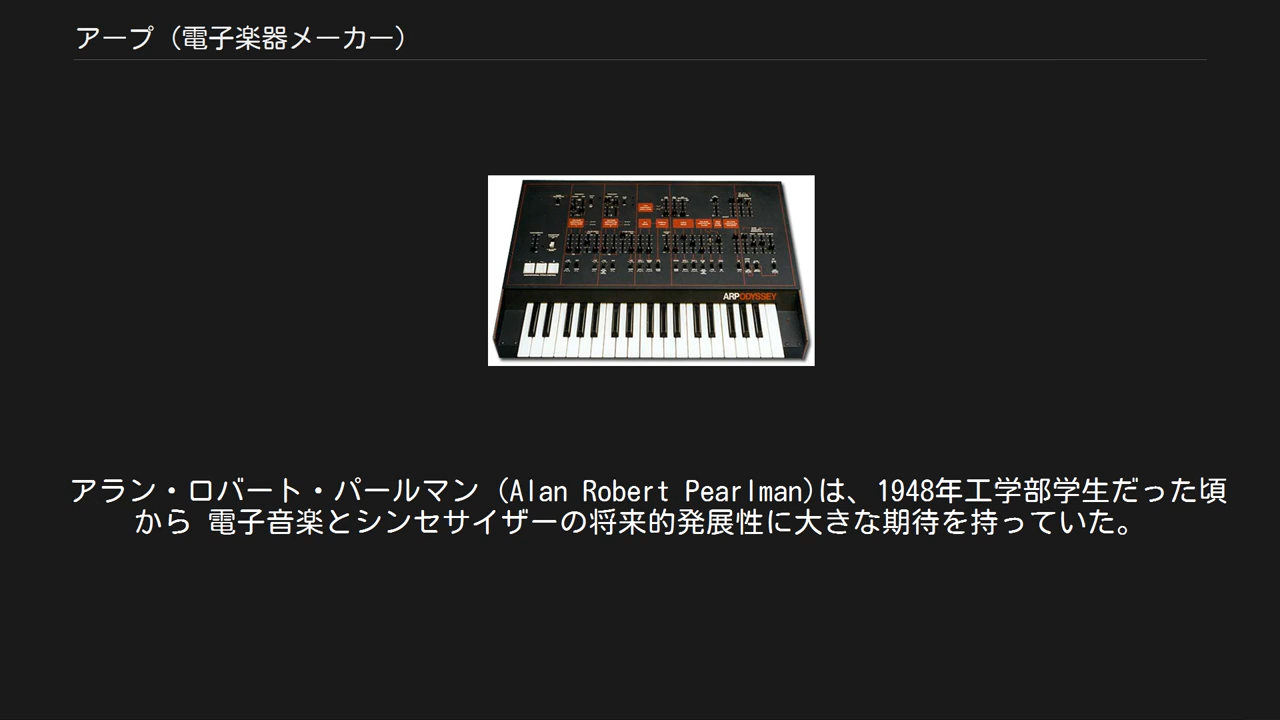 アープ（電子楽器メーカー）
ARP ODYSSEY
アラン・ロバート・パールマン (Alan Robert Pearlman)は、1948年工学部学生だった頃
から 電子音楽とシンセサイザーの将来的発展性に大きな期待を持っていた。